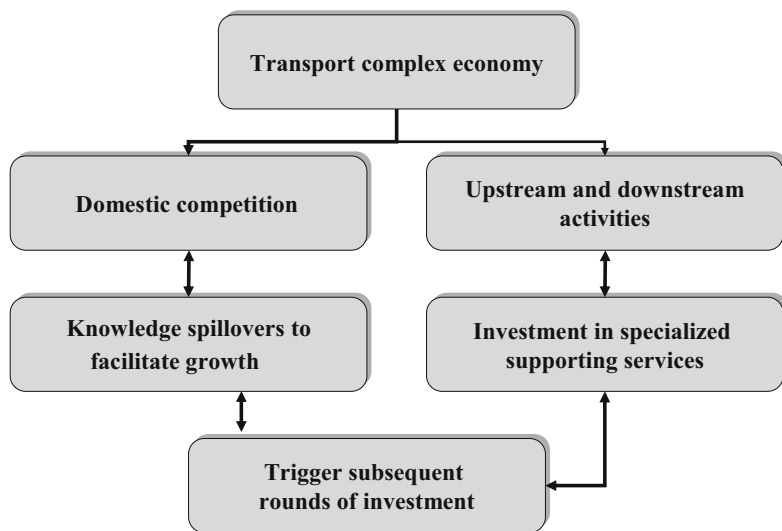 Transport complex economy
Domestic competition
Upstream and downstream
activities
Knowledge spillovers to
facilitate growth
Investment in specialized
supporting services
Trigger subsequent
rounds of investment